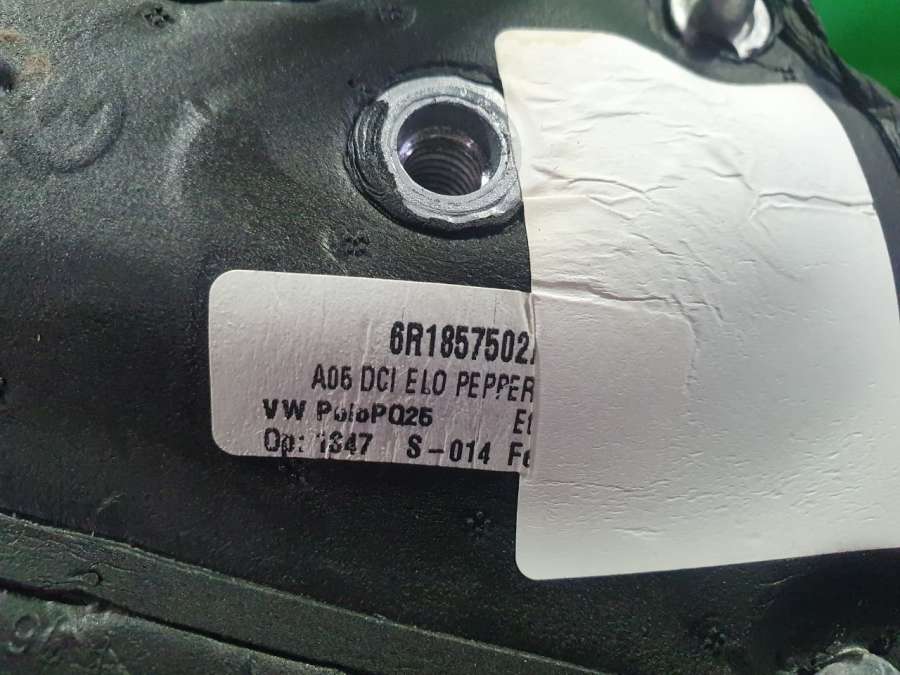 6R1857502
A05 DCI ELO PEPPER
VW PoloPQ25
Op: 1347 S-014